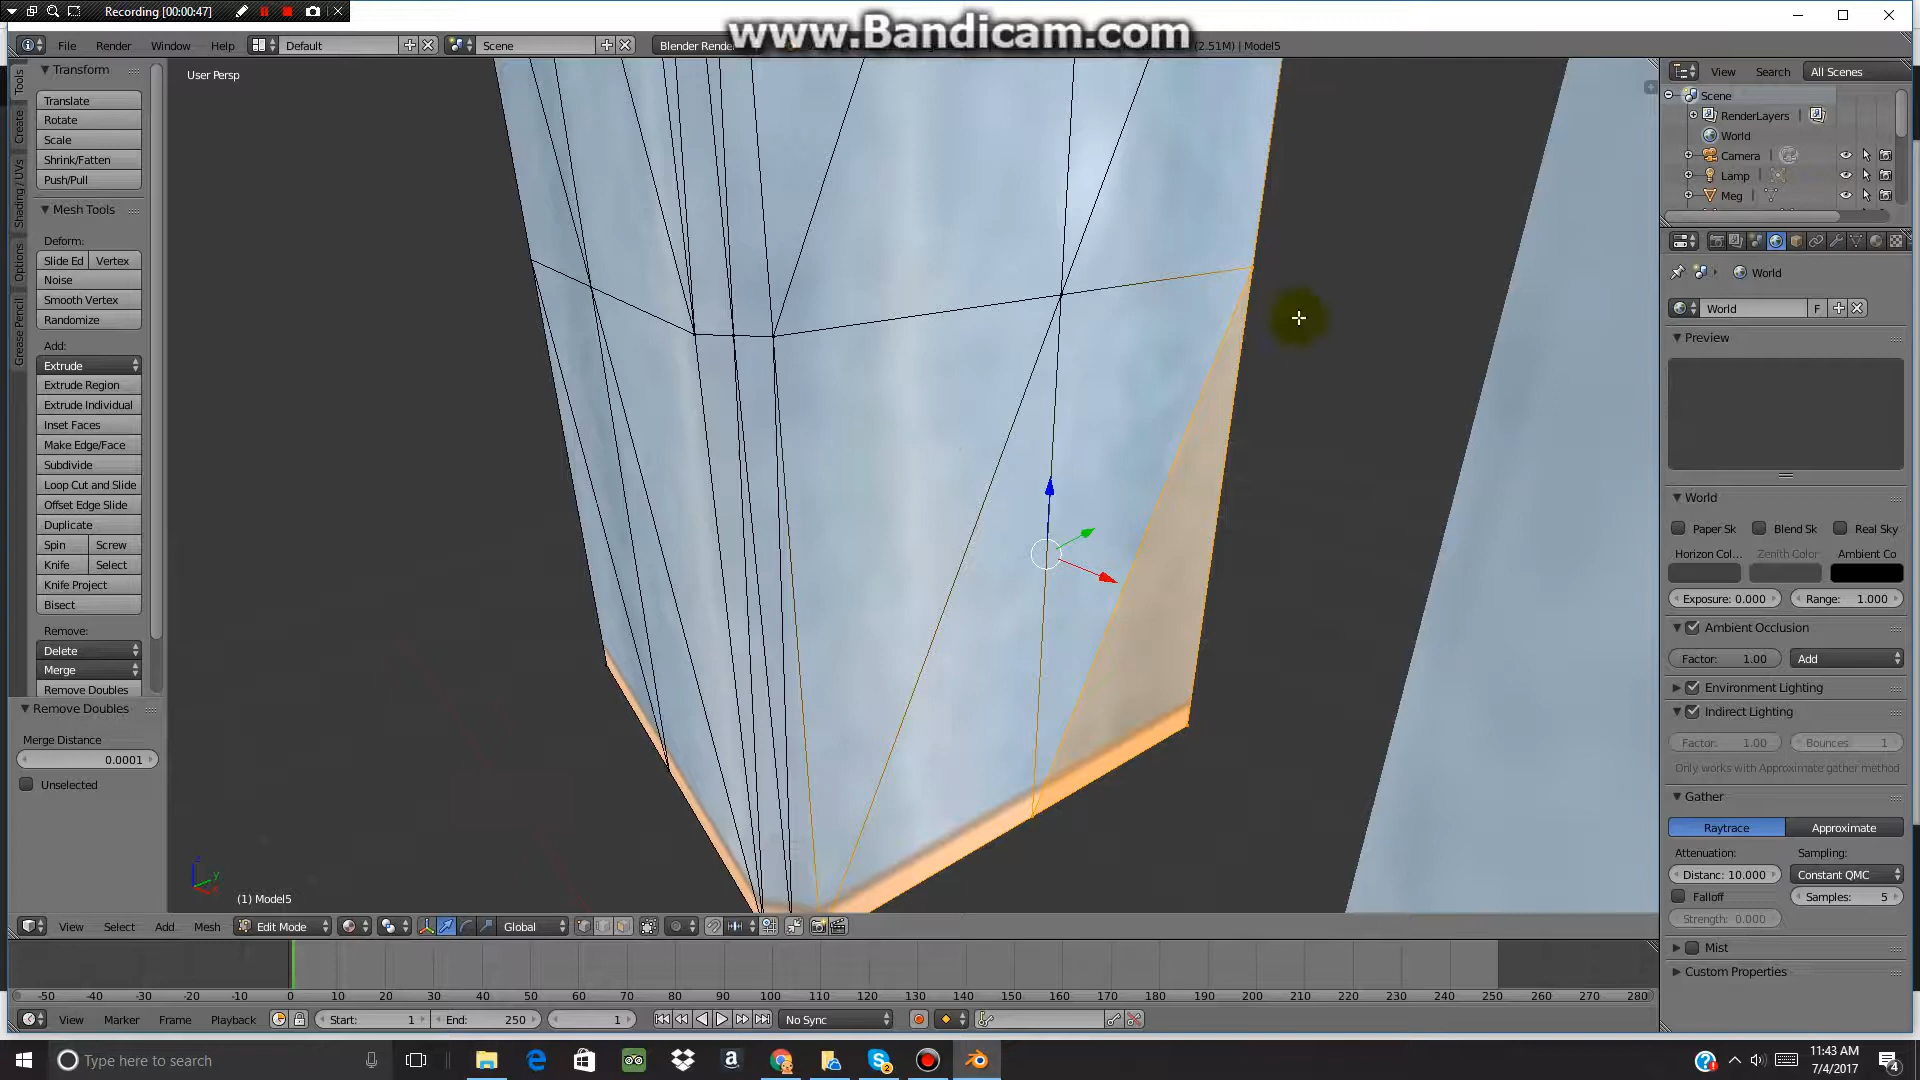 Recording [00:00:47]
www.Bandicam.com
File Render Window Help Default Scene Blender Render (2.51M) | Model5
User Persp
Tools
Create
Shading / UVs
Options
Grease Pencil
Transform
Translate
Rotate
Scale
Shrink/Fatten
Push/Pull
Mesh Tools
Deform:
Slide Ed Vertex
Noise
Smooth Vertex
Randomize
Add:
Extrude
Extrude Region
Extrude Individual
Inset Faces
Make Edge/Face
Subdivide
Loop Cut and Slide
Offset Edge Slide
Duplicate
Spin Screw
Knife Select
Knife Project
Bisect
Remove:
Delete
Merge
Remove Doubles
Remove Doubles
Merge Distance
0.0001
Unselected
z
y
(1) Model5
View Search All Scenes
Scene
RenderLayers
World
Camera
Lamp
Meg
World
World F
Preview
World
Paper Sk Blend Sk Real Sky
Horizon Col... Zenith Color Ambient Co
Exposure: 0.000 Range: 1.000
Ambient Occlusion
Factor: 1.00 Add
Environment Lighting
Indirect Lighting
Factor: 1.00 Bounces: 1
Only works with Approximate gather method
Gather
Raytrace Approximate
Attenuation: Sampling:
Distanc: 10.000 Constant QMC
Falloff Samples: 5
Strength: 0.000
Mist
Custom Properties
View Select Add Mesh Edit Mode Global
-50 -40 -30 -20 -10 0 10 20 30 40 50 60 70 80 90 100 110 120 130 140 150 160 170 180 190 200 210 220 230 240 250 260 270 280
View Marker Frame Playback Start: 1 End: 250 1 No Sync
Type here to search
11:43 AM
7/4/2017